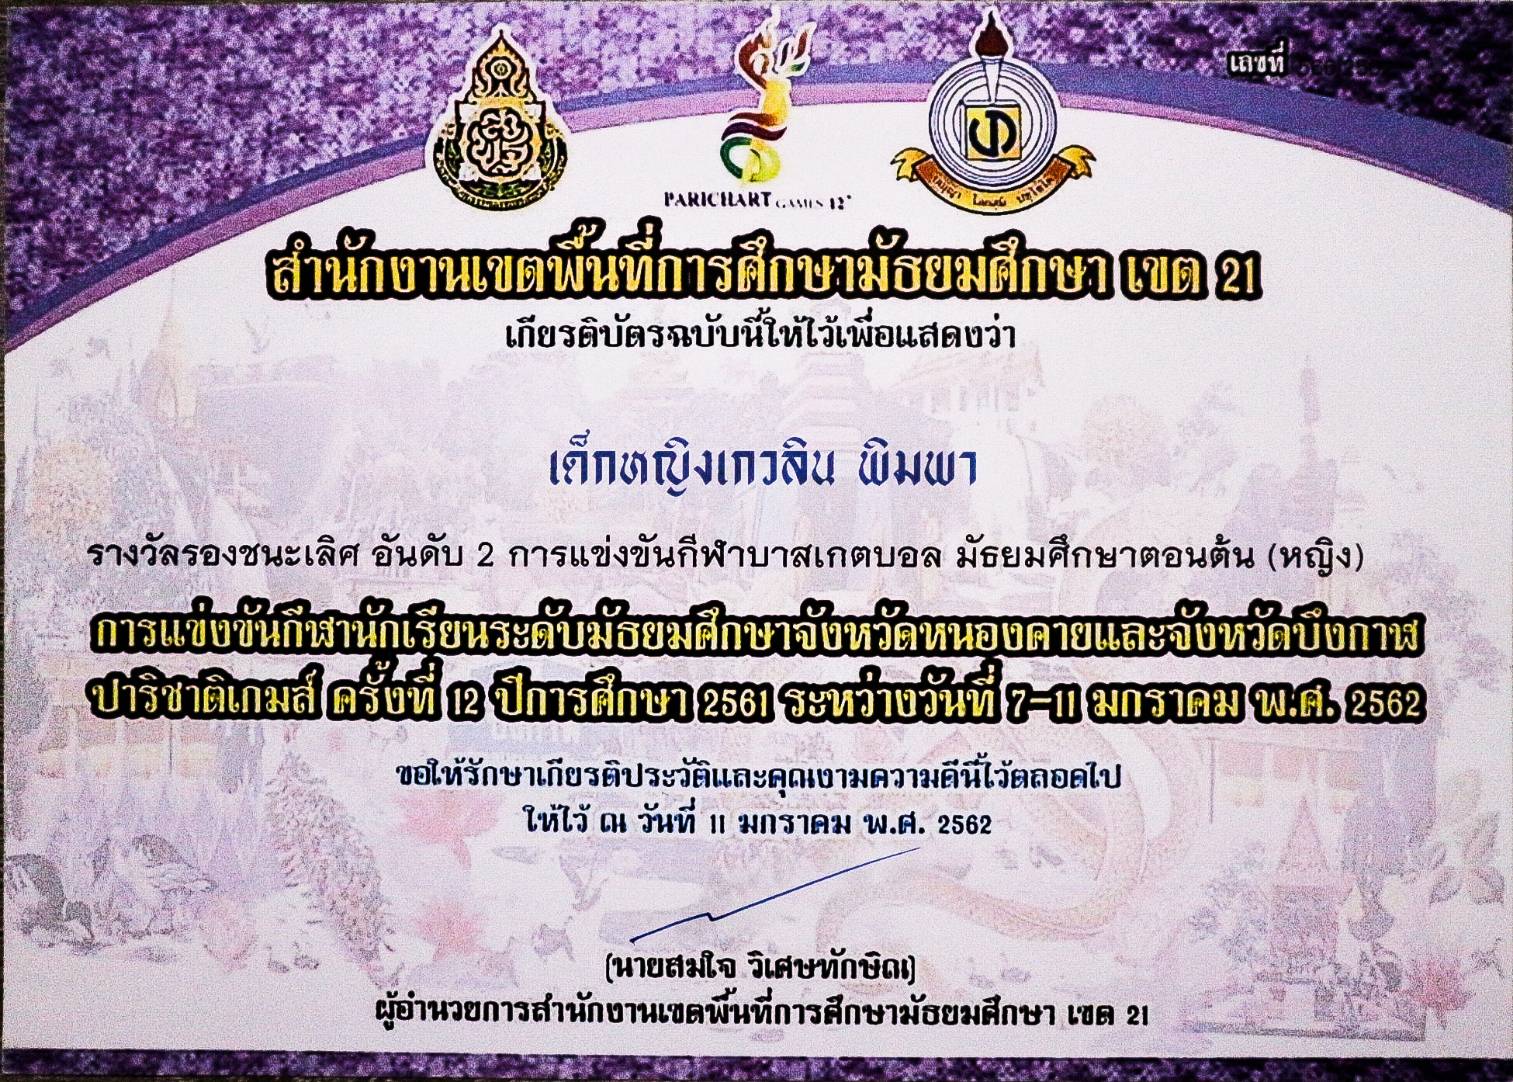 เลขที่
PARICHART GAMES 12
สำนักงานเขตพื้นที่การศึกษามัธยมศึกษา เขต 21
เกียรติบัตรฉบับนี้ให้ไว้เพื่อแสดงว่า
เด็กหญิงเกวลิน พิมพา
รางวัลรองชนะเลิศ อันดับ 2 การแข่งขันกีฬาบาสเกตบอล มัธยมศึกษาตอนต้น (หญิง)
การแข่งขันกีฬานักเรียนระดับมัธยมศึกษาจังหวัดหนองคายและจังหวัดบึงกาฬ
ปาริชาติเกมส์ ครั้งที่ 12 ปีการศึกษา 2561 ระหว่างวันที่ 7-11 มกราคม พ.ศ. 2562
ขอให้รักษาเกียรติประวัติและคุณงามความดีนี้ไว้ตลอดไป
ให้ไว้ ณ วันที่ 11 มกราคม พ.ศ. 2562
(นายสมใจ วิเศษทักษิณ)
ผู้อำนวยการสำนักงานเขตพื้นที่การศึกษามัธยมศึกษา เขต 21